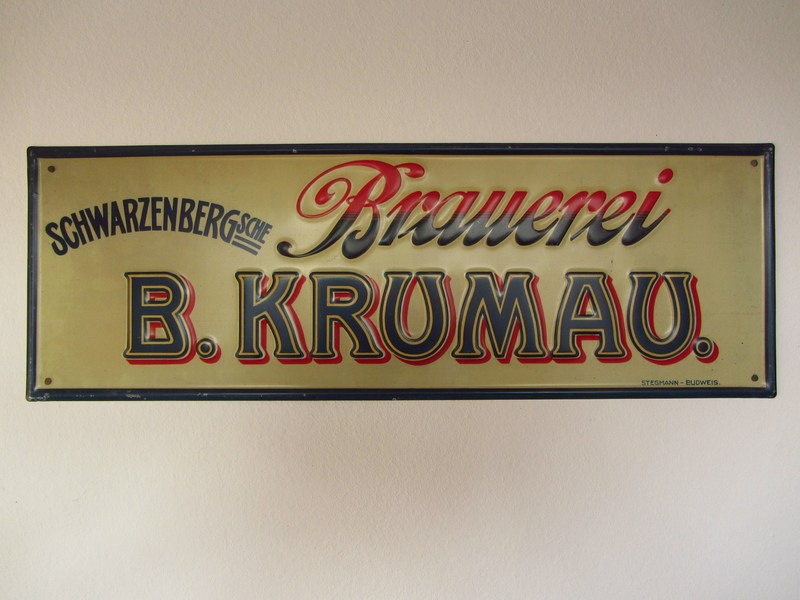 SCHWARZENBERGSCHE Brauerei
B. KRUMAU.
STEGMANN - BUDWEIS.